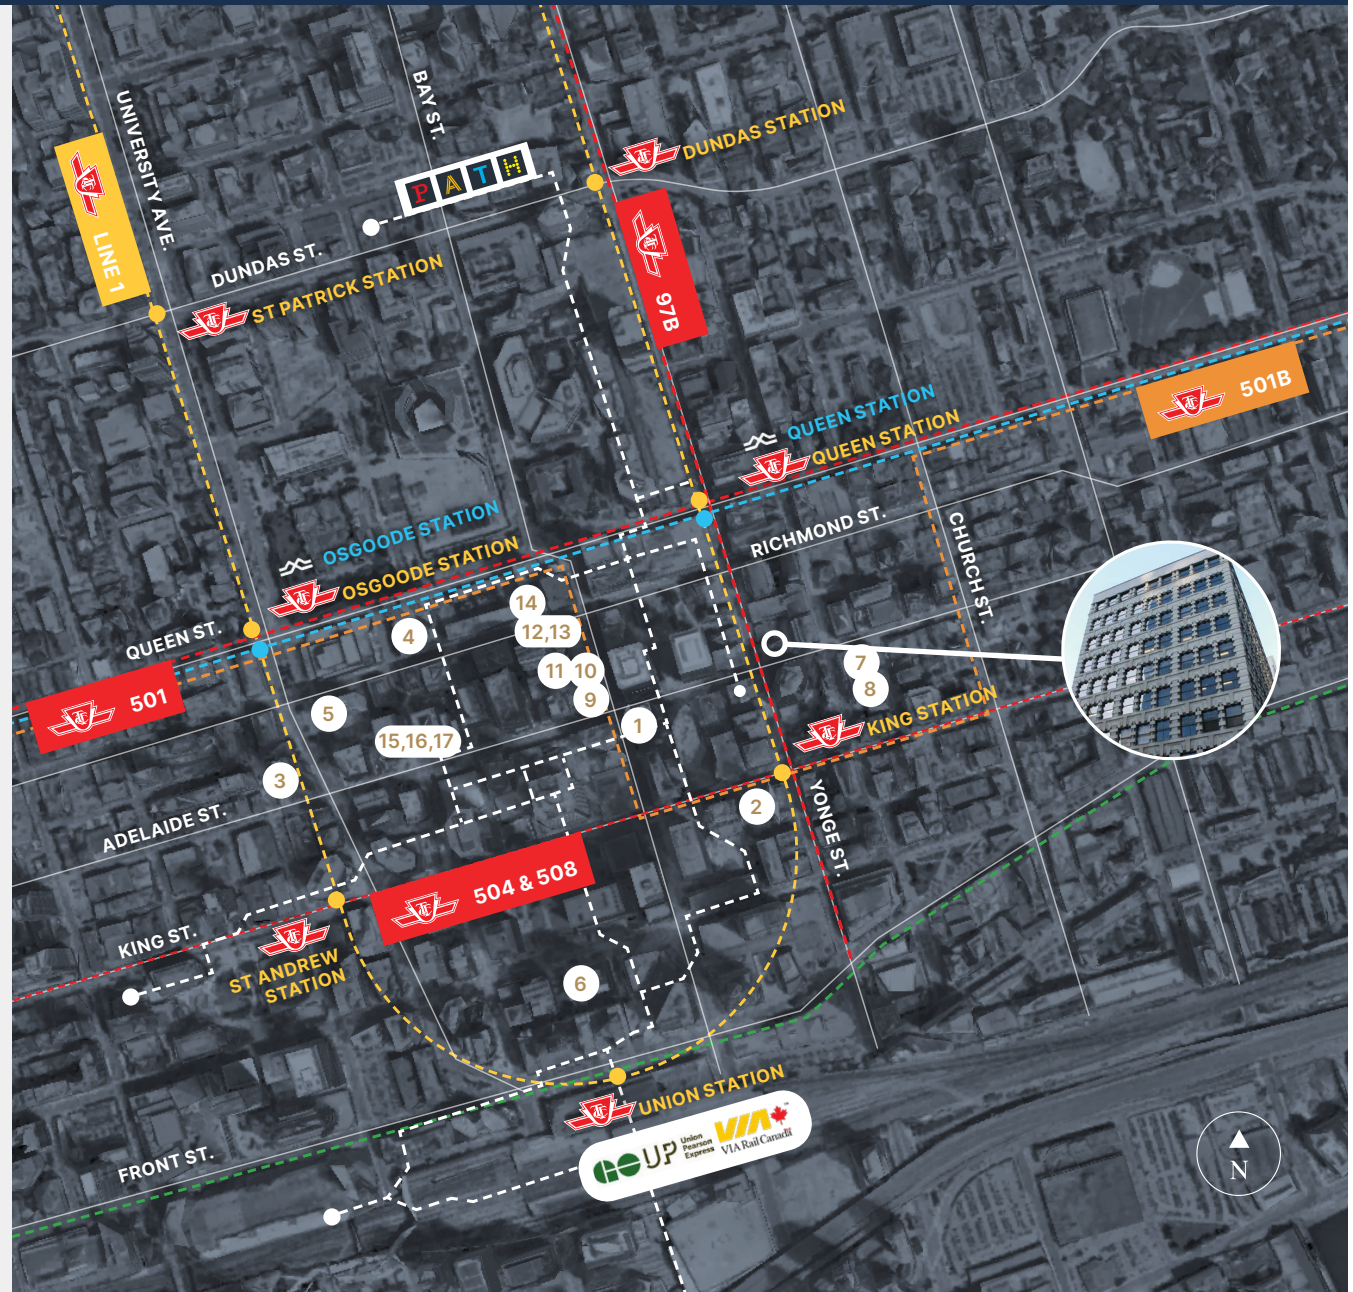 UNIVERSITY AVE.
BAY ST.
DUNDAS STATION
PATH
LINE 1
DUNDAS ST.
ST PATRICK STATION
97B
501B
QUEEN STATION
QUEEN STATION
OSGOODE STATION
OSGOODE STATION
RICHMOND ST.
CHURCH ST.
QUEEN ST.
14
12,13
4
11
10
9
7
8
501
5
1
15,16,17
KING STATION
3
2
ADELAIDE ST.
YONGE ST.
504 & 508
KING ST.
ST ANDREW
STATION
6
UNION STATION
GO
UP
Union
Pearson
Express
VIA
VIA Rail Canada
FRONT ST.
N